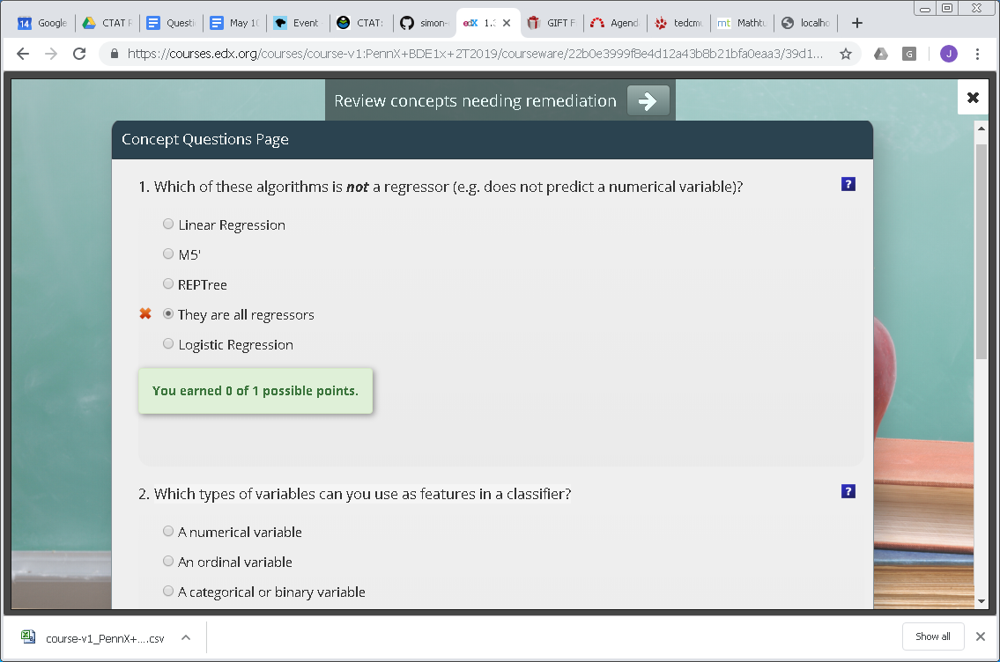 14 Google
CTAT R
Questi
May 10
Event
CTAT:
simon-
edX 1.3
GIFT F
Agend
tedcmu
mt Mathtu
localho
https://courses.edx.org/courses/course-v1:PennX+BDE1x+2T2019/courseware/22b0e3999f8e4d12a43b8b21bfa0eaa3/39d1...
G
J
Review concepts needing remediation
Concept Questions Page
1. Which of these algorithms is not a regressor (e.g. does not predict a numerical variable)?
?
Linear Regression
M5'
REPTree
They are all regressors
Logistic Regression
You earned 0 of 1 possible points.
2. Which types of variables can you use as features in a classifier?
?
A numerical variable
An ordinal variable
A categorical or binary variable
course-v1_PennX+....csv
Show all